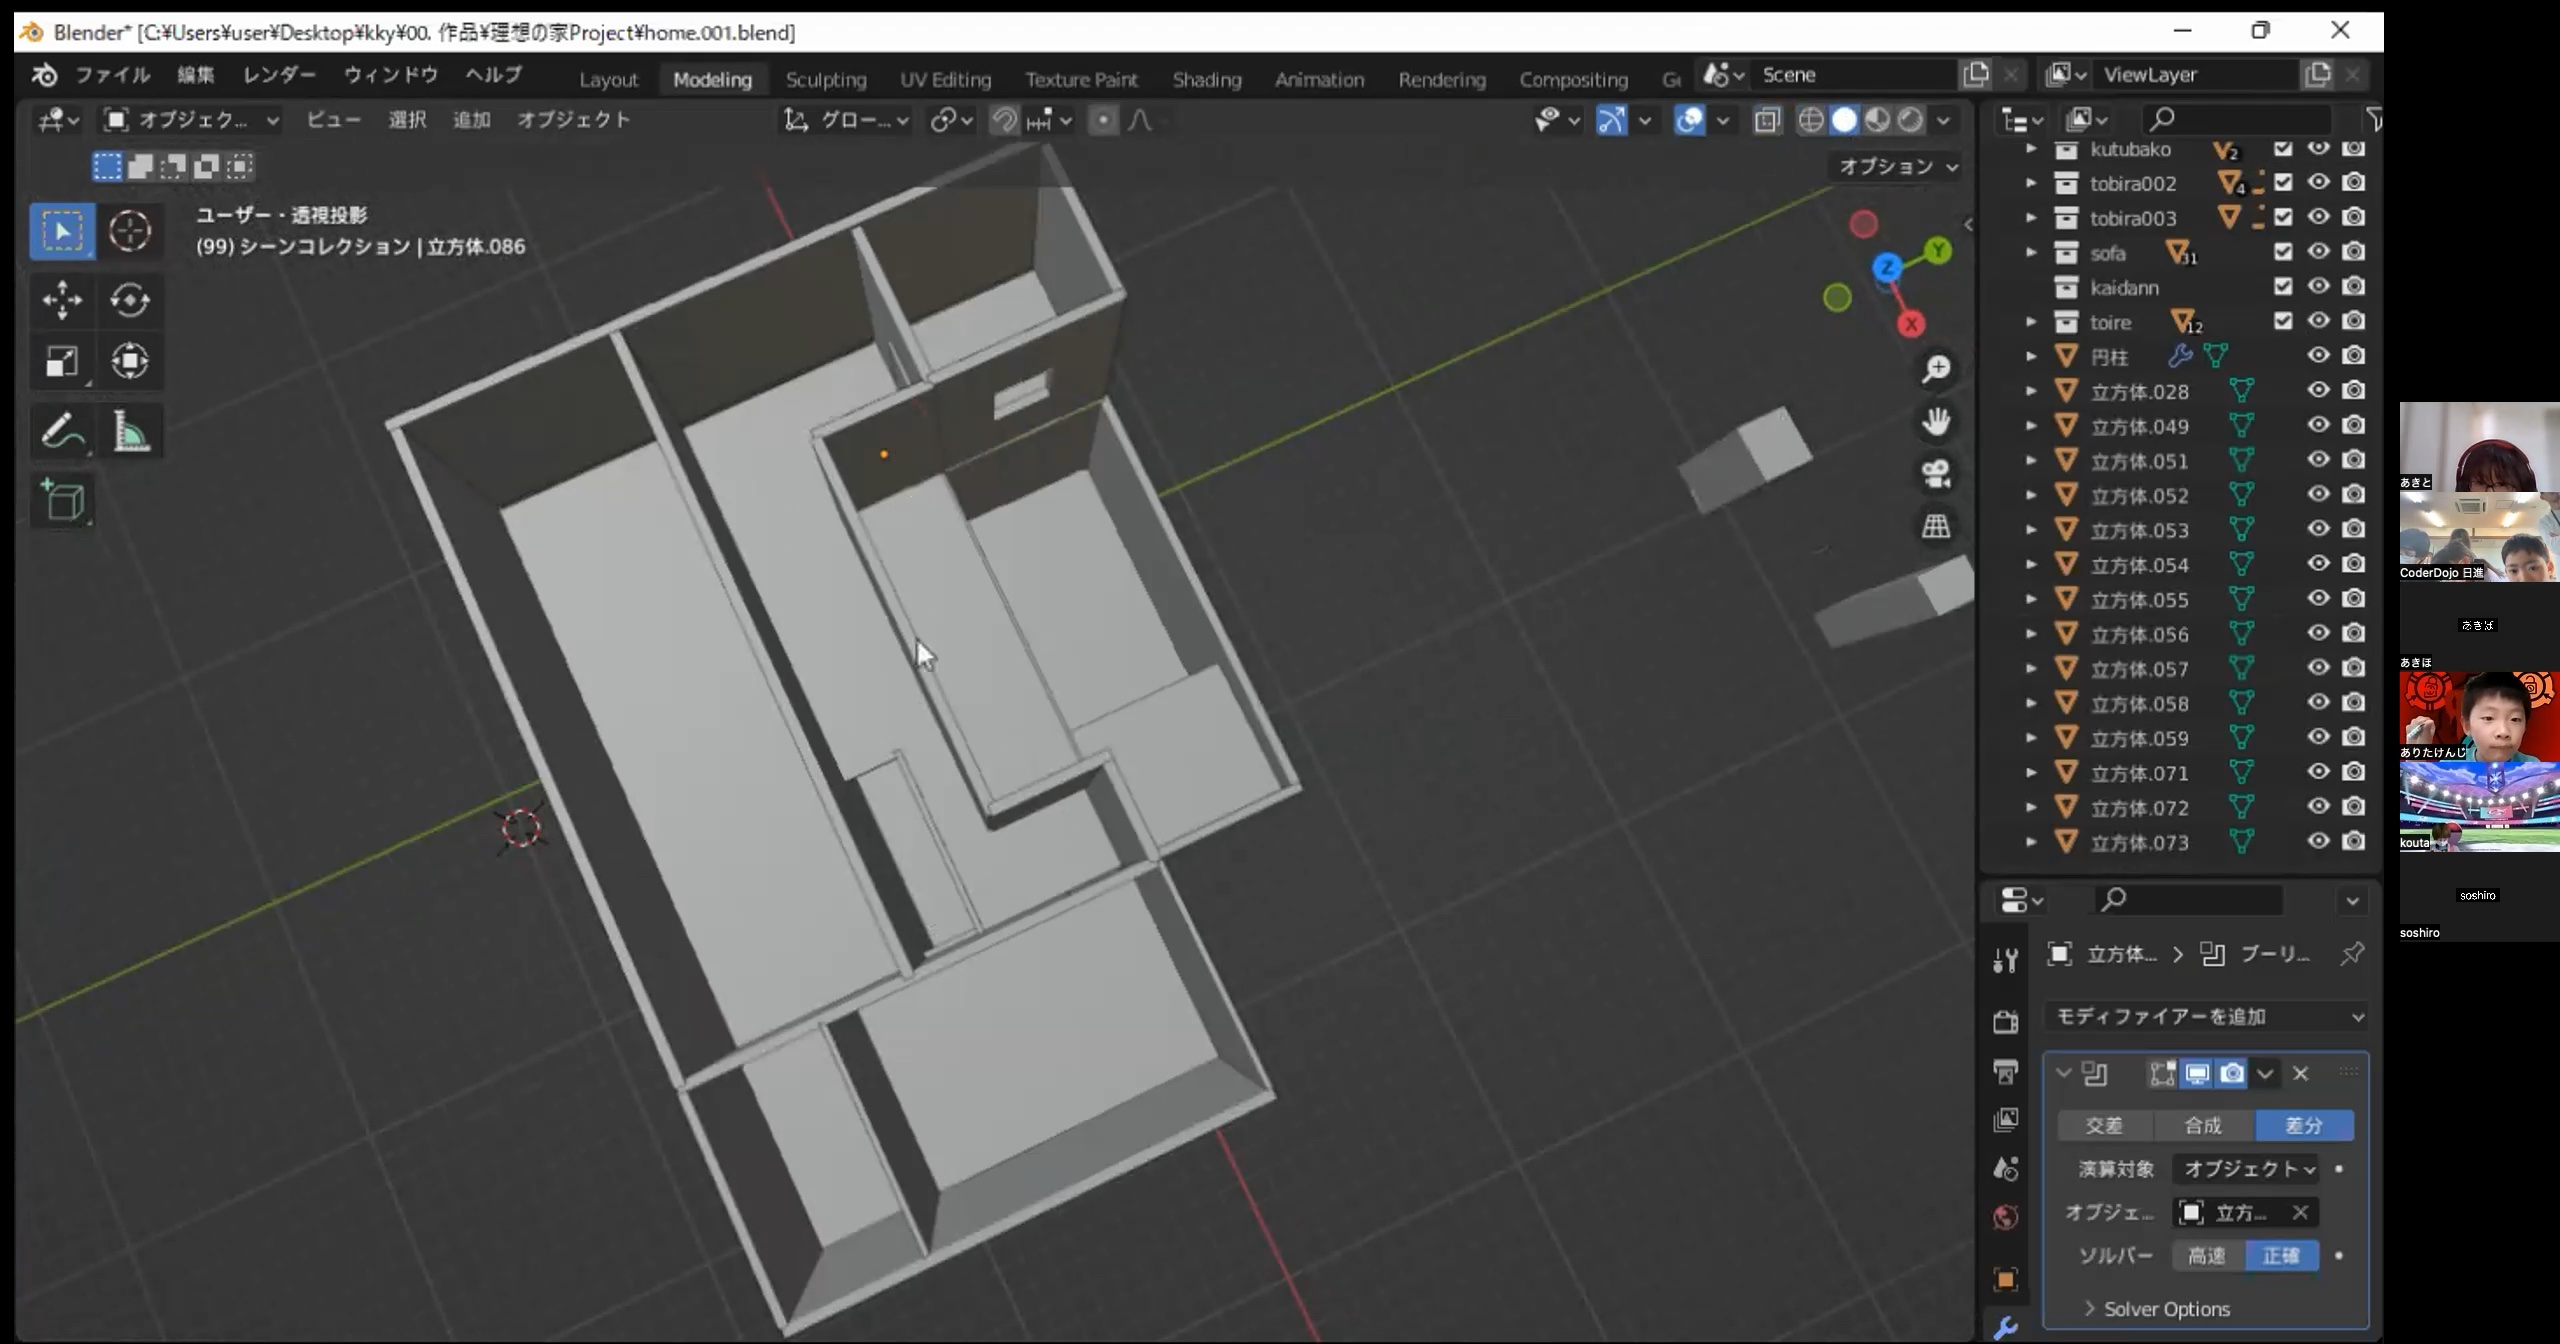 Blender* [C:¥Users¥user¥Desktop¥kky¥00. 作品¥理想の家Project¥home.001.blend]
ファイル 編集 レンダー ウィンドウ ヘルプ Layout Modeling Sculpting UV Editing Texture Paint Shading Animation Rendering Compositing Ge Scene ViewLayer
オブジェク... ビュー 選択 追加 オブジェクト グロー...
オプション
ユーザー・透視投影
(99) シーンコレクション | 立方体.086
Y
Z
X
kutubako 2
tobira002 4
tobira003
sofa 31
kaidann
toire 12
円柱
立方体.028
立方体.049
立方体.051
立方体.052
立方体.053
立方体.054
立方体.055
立方体.056
立方体.057
立方体.058
立方体.059
立方体.071
立方体.072
立方体.073
立方体... > ブーリ...
モディファイアーを追加
交差 合成 差分
演算対象 オブジェクト
オブジェ... 立方...
ソルバー 高速 正確
Solver Options
あきと
CoderDojo 日進
あきば
あきほ
ありたけんじ
kouta
soshiro
soshiro